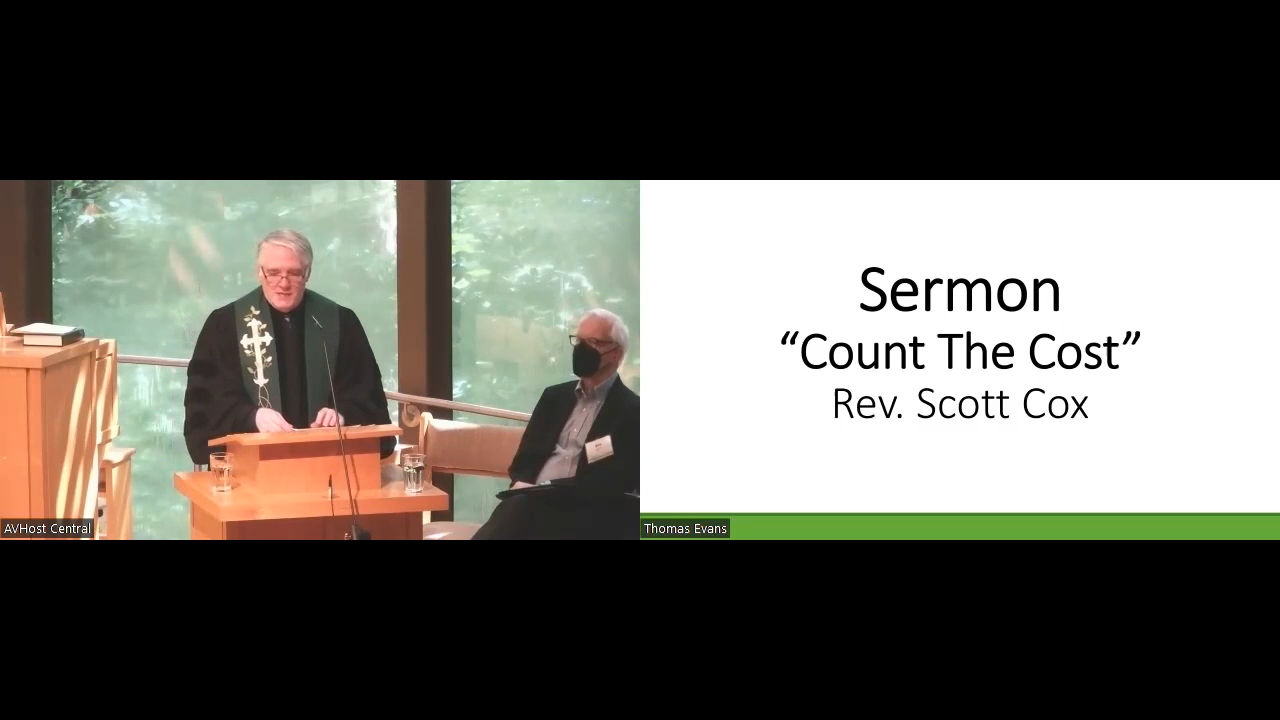 Sermon
“Count The Cost”
Rev. Scott Cox
AVHost Central
Thomas Evans